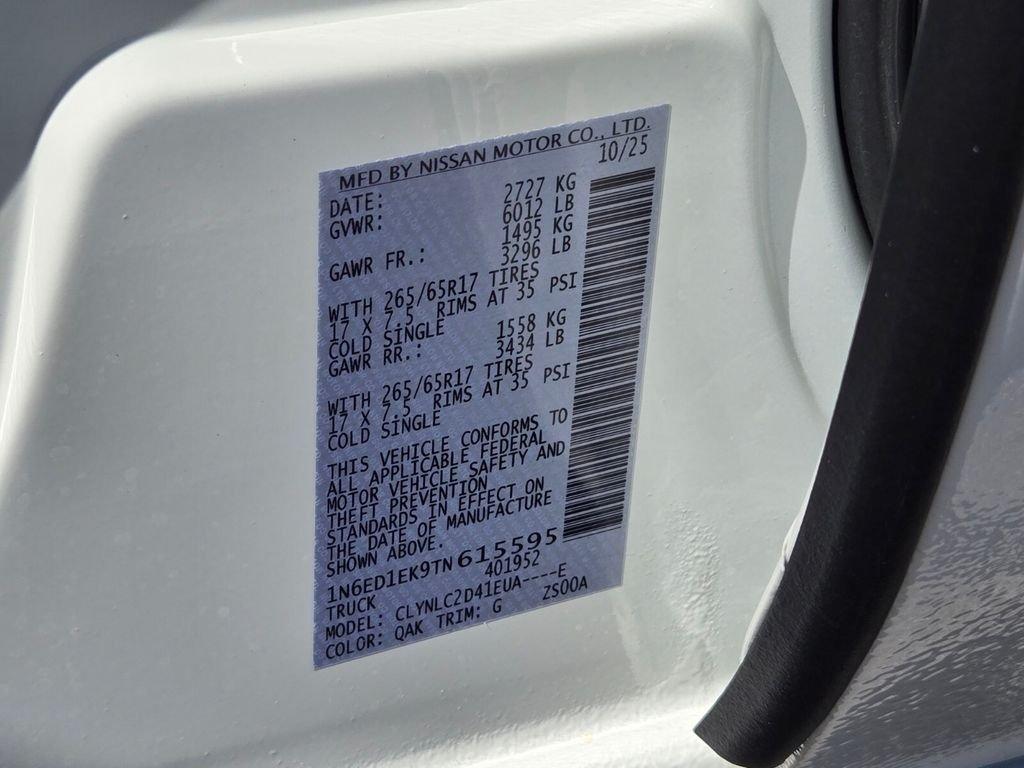 MFD BY NISSAN MOTOR CO., LTD.
DATE: 10/25
GVWR: 2727 KG
6012 LB
GAWR FR.: 1495 KG
3296 LB
WITH 265/65R17 TIRES
17 X 7.5 RIMS AT 35 PSI
COLD SINGLE
GAWR RR.: 1558 KG
3434 LB
WITH 265/65R17 TIRES
17 X 7.5 RIMS AT 35 PSI
COLD SINGLE
THIS VEHICLE CONFORMS TO
ALL APPLICABLE FEDERAL
MOTOR VEHICLE SAFETY AND
THEFT PREVENTION
STANDARDS IN EFFECT ON
THE DATE OF MANUFACTURE
SHOWN ABOVE.
1N6ED1EK9TN615595
TRUCK 401952
MODEL: CLYNLC2D41EUA----E
COLOR: QAK TRIM: G ZS00A